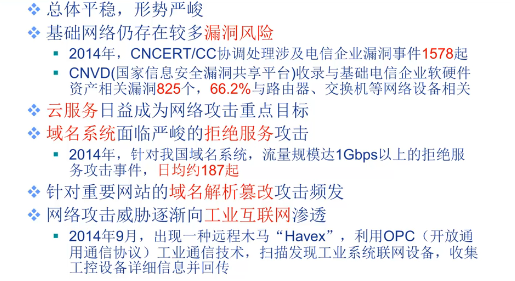 总体平稳，形势严峻
基础网络仍存在较多漏洞风险
2014年，CNCERT/CC协调处理涉及电信企业漏洞事件1578起
CNVD(国家信息安全漏洞共享平台)收录与基础电信企业软硬件
资产相关漏洞825个，66.2%与路由器、交换机等网络设备相关
云服务日益成为网络攻击重点目标
域名系统面临严峻的拒绝服务攻击
2014年，针对我国域名系统，流量规模达1Gbps以上的拒绝服
务攻击事件，日均约187起
针对重要网站的域名解析篡改攻击频发
网络攻击威胁逐渐向工业互联网渗透
2014年9月，出现一种远程木马“Havex”，利用OPC（开放通
用通信协议）工业通信技术，扫描发现工业系统联网设备，收集
工控设备详细信息并回传